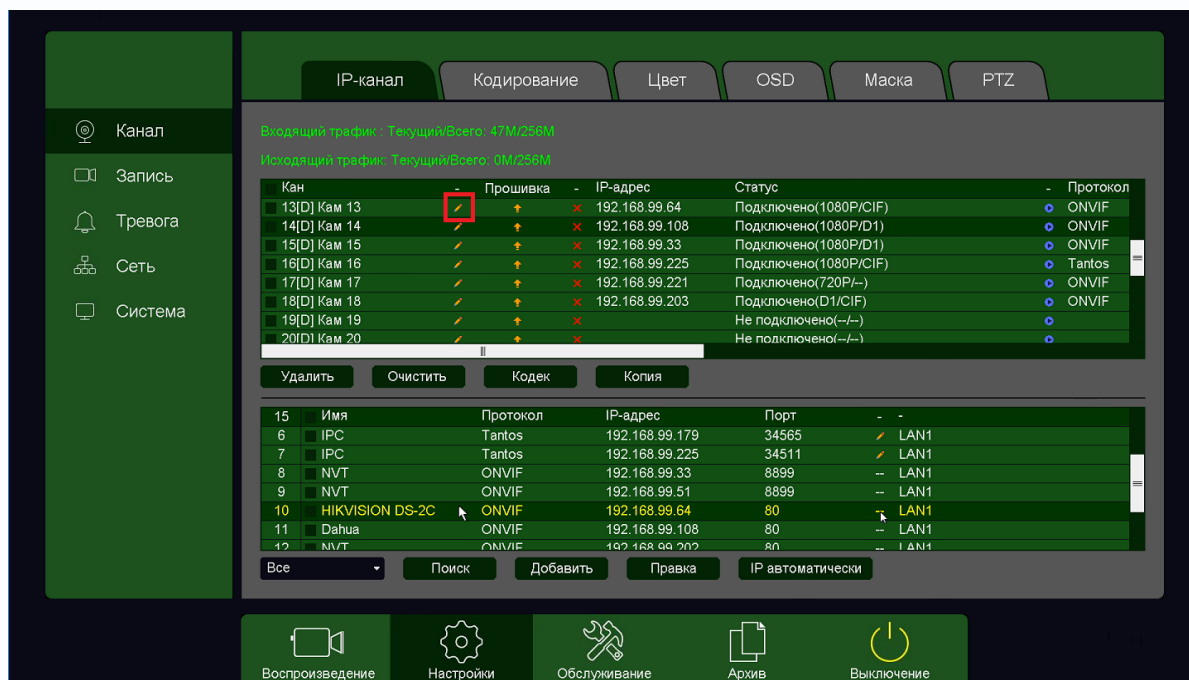 IP-канал Кодирование Цвет OSD Маска PTZ
Канал
Запись
Тревога
Сеть
Система
Входящий трафик : Текущий/Всего: 47M/256M
Исходящий трафик: Текущий/Всего: 0M/256M
Кан - Прошивка - IP-адрес Статус - Протокол
13[D] Кам 13 192.168.99.64 Подключено(1080P/CIF) ONVIF
14[D] Кам 14 192.168.99.108 Подключено(1080P/D1) ONVIF
15[D] Кам 15 192.168.99.33 Подключено(1080P/D1) ONVIF
16[D] Кам 16 192.168.99.225 Подключено(1080P/CIF) Tantos
17[D] Кам 17 192.168.99.221 Подключено(720P/--) ONVIF
18[D] Кам 18 192.168.99.203 Подключено(D1/CIF) ONVIF
19[D] Кам 19 Не подключено(--/--)
20[D] Кам 20 Не подключено(--/--)
Удалить Очистить Кодек Копия
15 Имя Протокол IP-адрес Порт - -
6 IPC Tantos 192.168.99.179 34565 LAN1
7 IPC Tantos 192.168.99.225 34511 LAN1
8 NVT ONVIF 192.168.99.33 8899 -- LAN1
9 NVT ONVIF 192.168.99.51 8899 -- LAN1
10 HIKVISION DS-2C ONVIF 192.168.99.64 80 -- LAN1
11 Dahua ONVIF 192.168.99.108 80 -- LAN1
12 NVT ONVIF 192.168.99.202 80 -- LAN1
Все Поиск Добавить Правка IP автоматически
Воспроизведение Настройки Обслуживание Архив Выключение